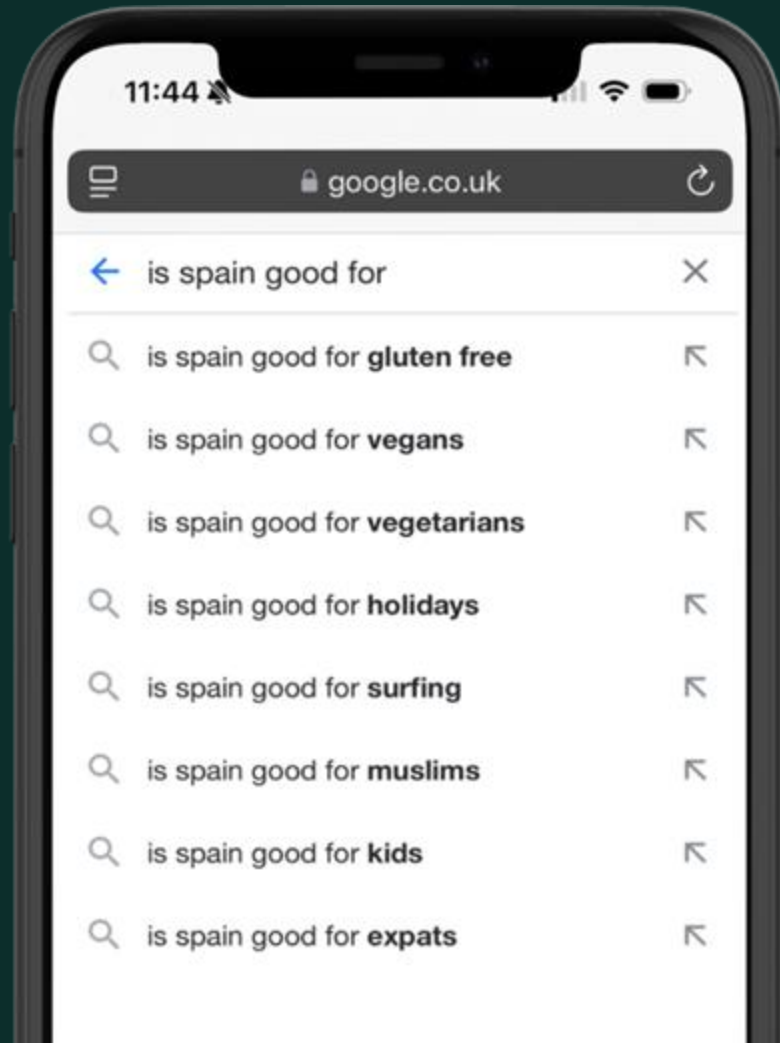 11:44
google.co.uk
is spain good for
is spain good for gluten free
is spain good for vegans
is spain good for vegetarians
is spain good for holidays
is spain good for surfing
is spain good for muslims
is spain good for kids
is spain good for expats